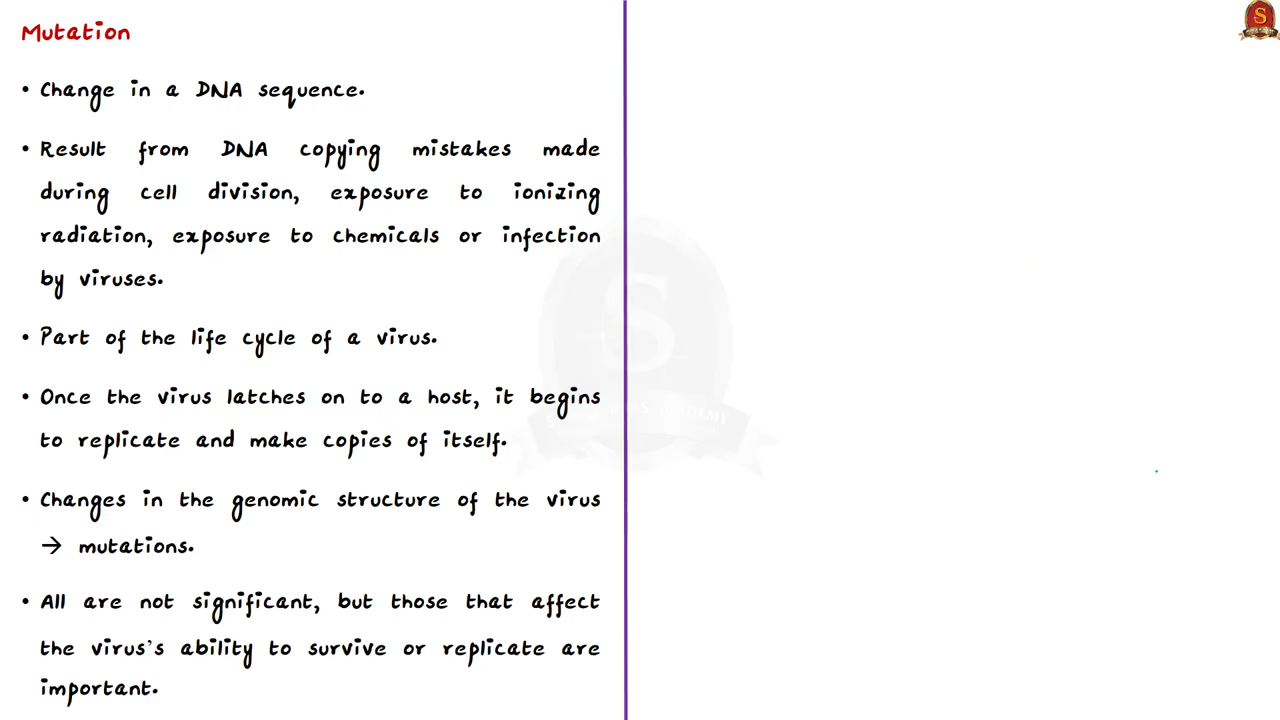 Mutation
• Change in a DNA sequence.
• Result from DNA copying mistakes made
during cell division, exposure to ionizing
radiation, exposure to chemicals or infection
by viruses.
• Part of the life cycle of a virus.
• Once the virus latches on to a host, it begins
to replicate and make copies of itself.
• Changes in the genomic structure of the virus
→ mutations.
• All are not significant, but those that affect
the virus's ability to survive or replicate are
important.
S